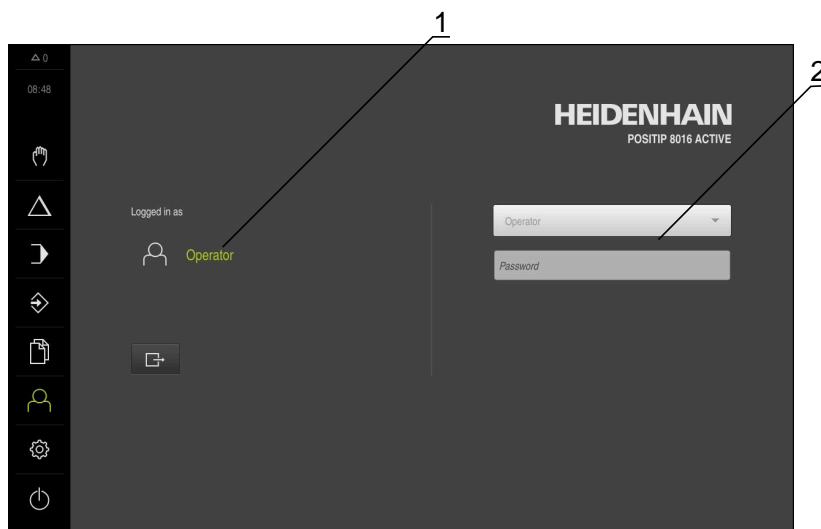 1
2
0
08:48
HEIDENHAIN
POSITIP 8016 ACTIVE
Logged in as
Operator
Operator
Password